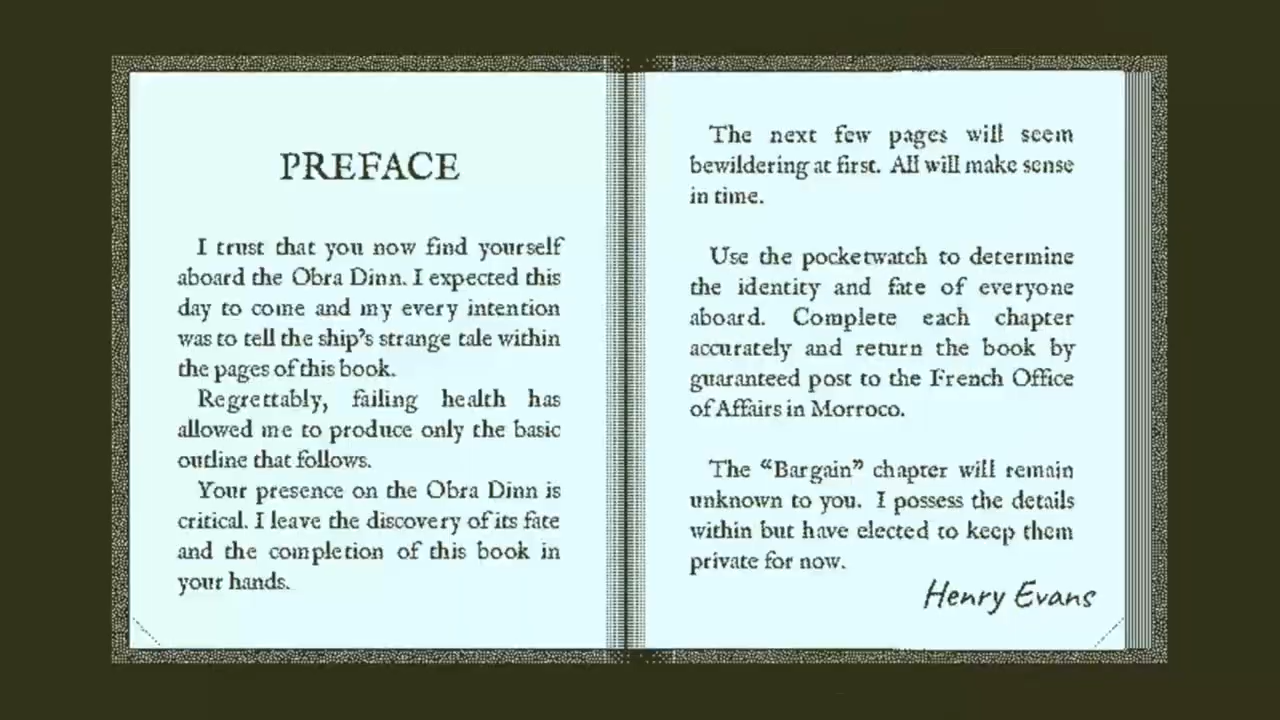 PREFACE
I trust that you now find yourself
aboard the Obra Dinn. I expected this
day to come and my every intention
was to tell the ship's strange tale within
the pages of this book.
Regrettably, failing health has
allowed me to produce only the basic
outline that follows.
Your presence on the Obra Dinn is
critical. I leave the discovery of its fate
and the completion of this book in
your hands.
The next few pages will seem
bewildering at first. All will make sense
in time.
Use the pocketwatch to determine
the identity and fate of everyone
aboard. Complete each chapter
accurately and return the book by
guaranteed post to the French Office
of Affairs in Morroco.
The “Bargain” chapter will remain
unknown to you. I possess the details
within but have elected to keep them
private for now.
Henry Evans